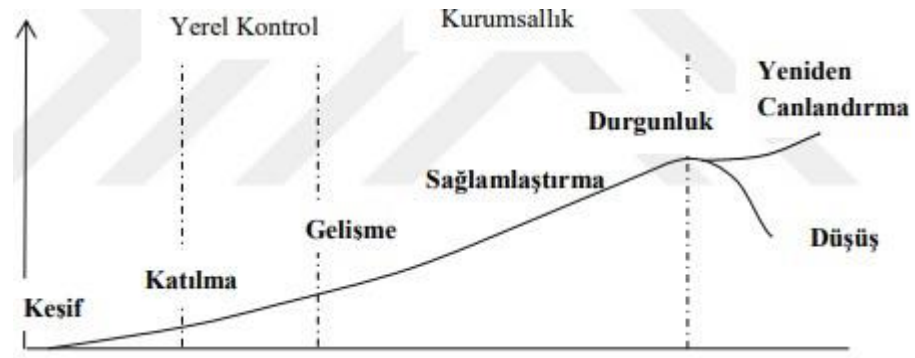 Yerel Kontrol
Kurumsallık
Yeniden
Canlandırma
Durgunluk
Sağlamlaştırma
Gelişme
Düşüş
Katılma
Keşif